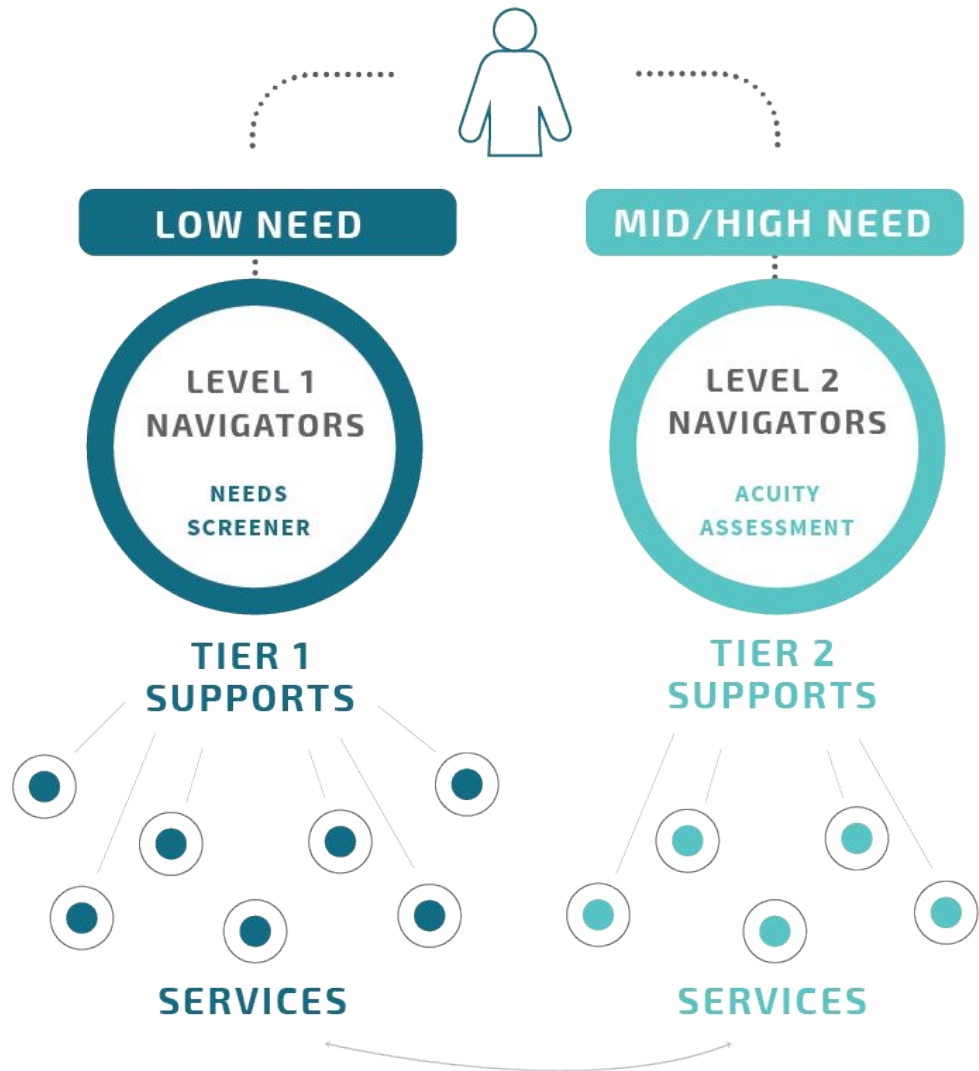 LOW NEED
LEVEL 1
NAVIGATORS
NEEDS
SCREENER
TIER 1
SUPPORTS
SERVICES
MID/HIGH NEED
LEVEL 2
NAVIGATORS
ACUITY
ASSESSMENT
TIER 2
SUPPORTS
SERVICES